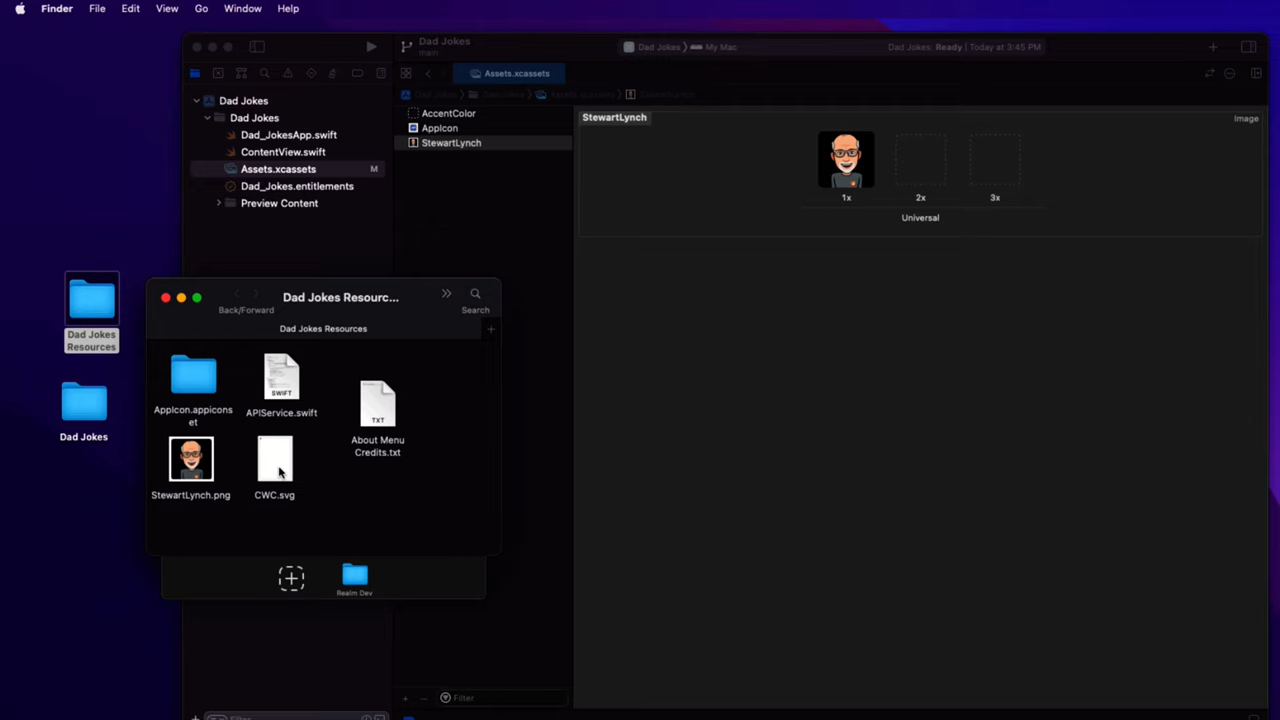 Finder File Edit View Go Window Help
Dad Jokes
main
Dad Jokes 〉 My Mac
Dad Jokes: Ready | Today at 3:45 PM
Assets.xcassets
Dad Jokes
Dad Jokes
Dad_JokesApp.swift
ContentView.swift
Assets.xcassets
M
Dad_Jokes.entitlements
Preview Content
AccentColor
AppIcon
StewartLynch
StewartLynch
Image
1x
2x
3x
Universal
Dad Jokes
Resources
Dad Jokes
Dad Jokes Resourc...
Back/Forward
Search
Dad Jokes Resources
SWIFT
TXT
AppIcon.appicons
et
APIService.swift
About Menu
Credits.txt
StewartLynch.png
CWC.svg
Realm Dev
Filter
Filter